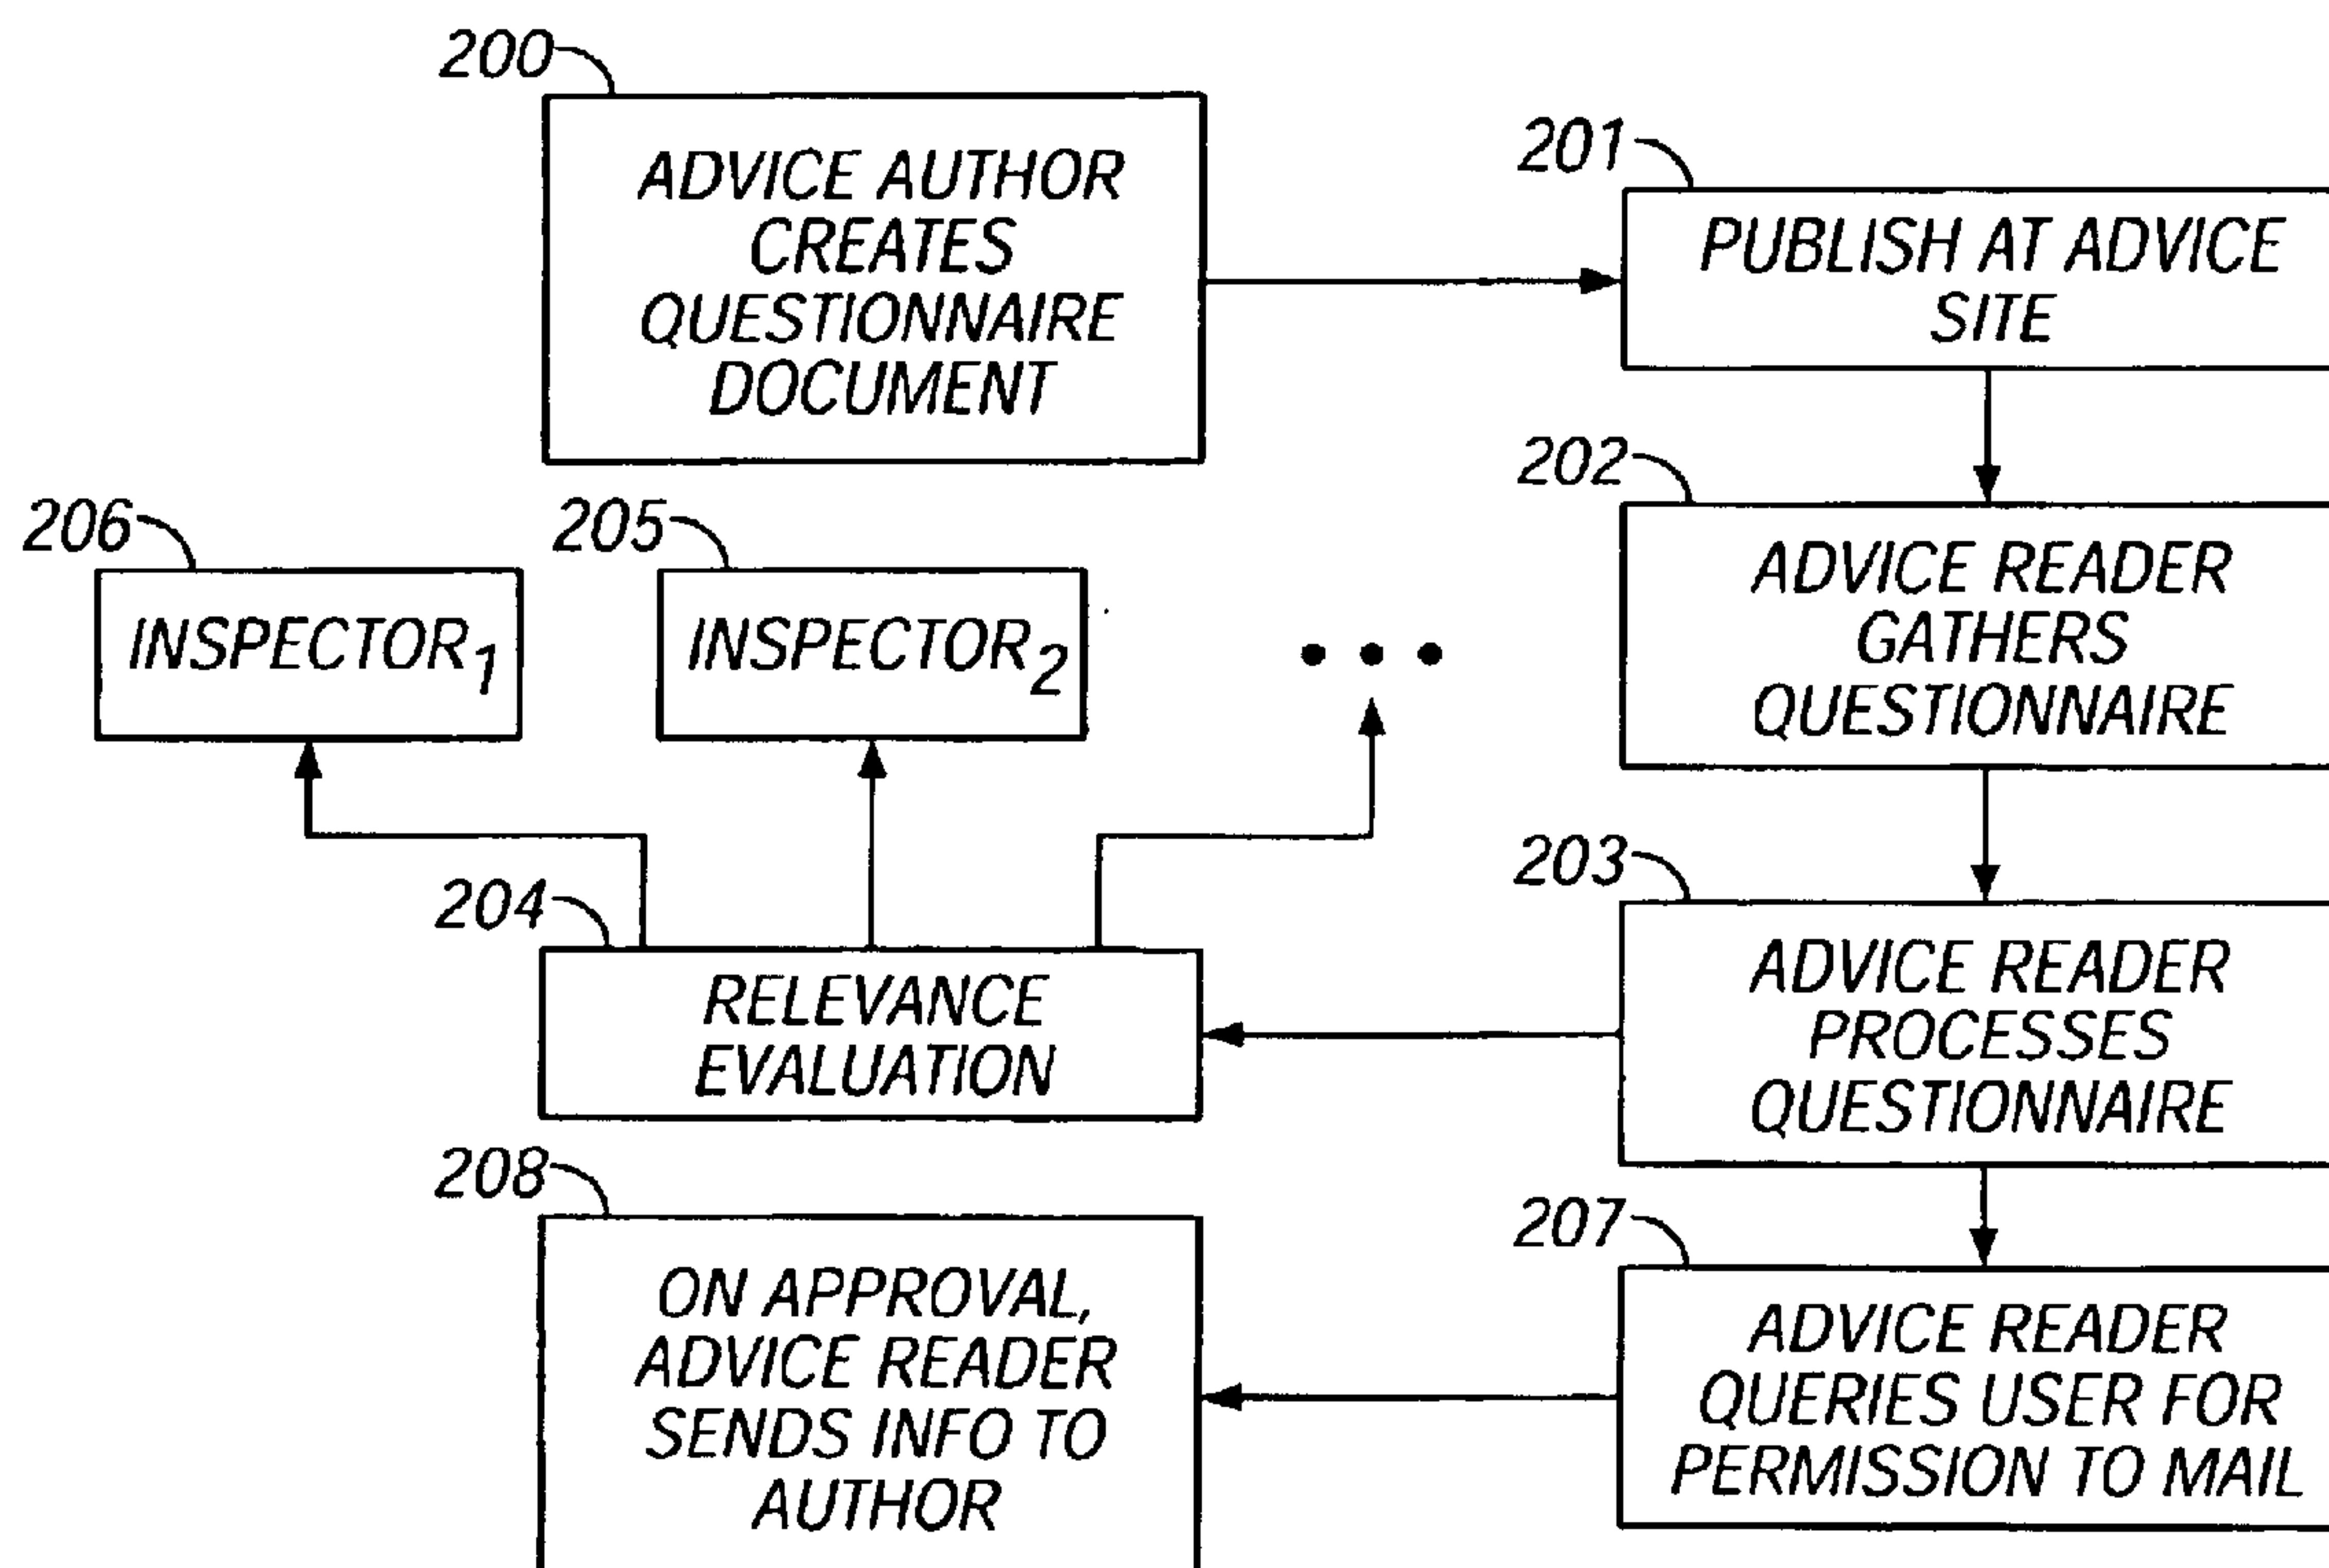 200
ADVICE AUTHOR
CREATES
QUESTIONNAIRE
DOCUMENT
201
PUBLISH AT ADVICE
SITE
202
ADVICE READER
GATHERS
QUESTIONNAIRE
206
INSPECTOR1
205
INSPECTOR2
• • •
203
ADVICE READER
PROCESSES
QUESTIONNAIRE
204
RELEVANCE
EVALUATION
207
ADVICE READER
QUERIES USER FOR
PERMISSION TO MAIL
208
ON APPROVAL,
ADVICE READER
SENDS INFO TO
AUTHOR